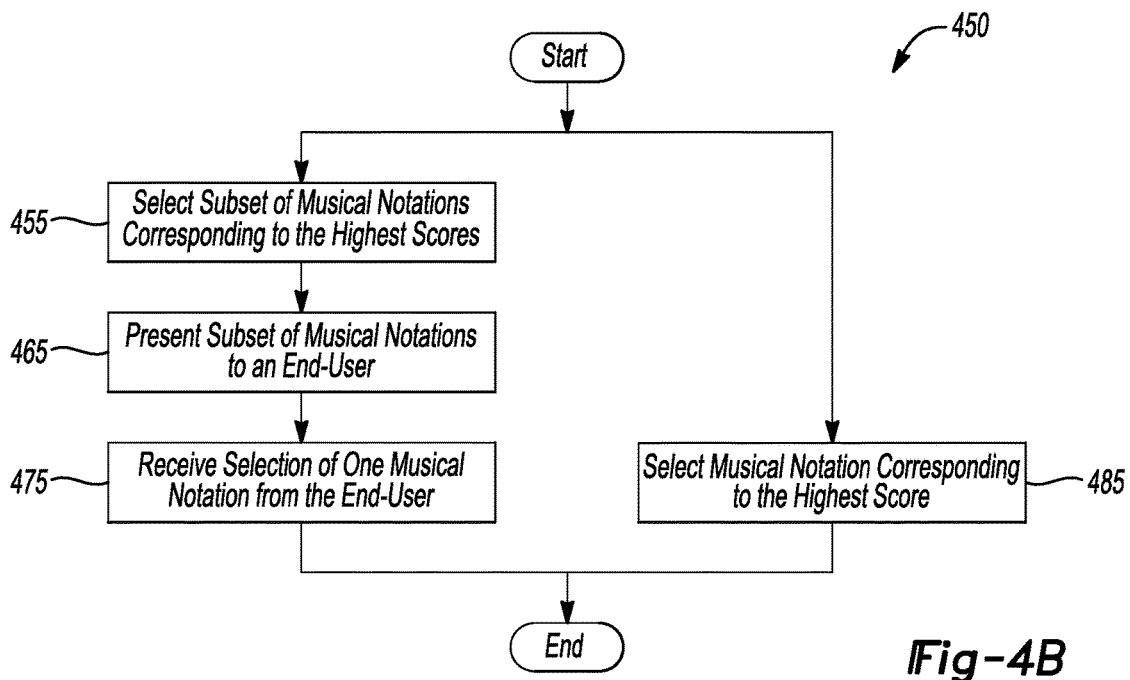 450
Start
455
Select Subset of Musical Notations
Corresponding to the Highest Scores
465
Present Subset of Musical Notations
to an End-User
475
Receive Selection of One Musical
Notation from the End-User
Select Musical Notation Corresponding
to the Highest Score
485
End
Fig-4B